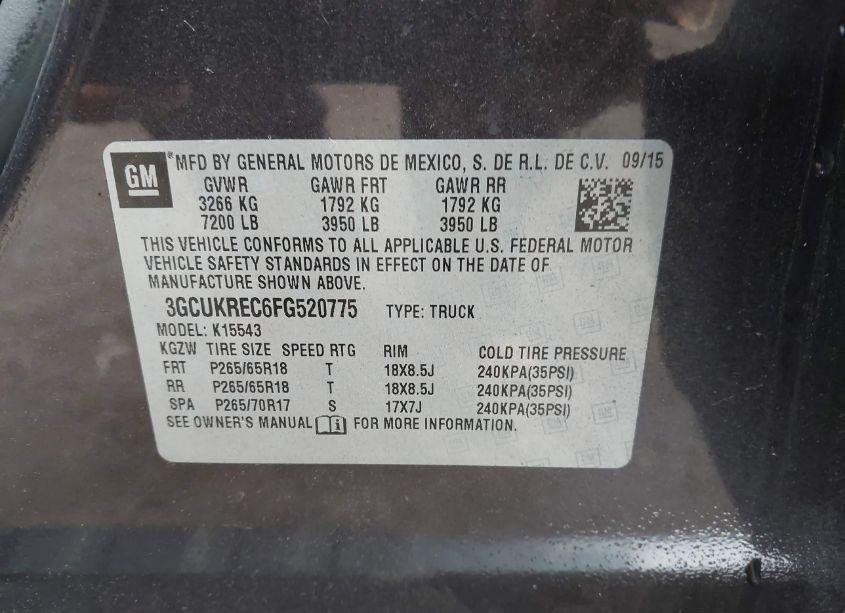 GM ® MFD BY GENERAL MOTORS DE MEXICO, S. DE R.L. DE C.V. 09/15
GVWR GAWR FRT GAWR RR
3266 KG 1792 KG 1792 KG
7200 LB 3950 LB 3950 LB
THIS VEHICLE CONFORMS TO ALL APPLICABLE U.S. FEDERAL MOTOR
VEHICLE SAFETY STANDARDS IN EFFECT ON THE DATE OF
MANUFACTURE SHOWN ABOVE.
3GCUKREC6FG520775 TYPE: TRUCK
MODEL: K15543
KGZW TIRE SIZE SPEED RTG RIM COLD TIRE PRESSURE
FRT P265/65R18 T 18X8.5J 240KPA(35PSI)
RR P265/65R18 T 18X8.5J 240KPA(35PSI)
SPA P265/70R17 S 17X7J 240KPA(35PSI)
SEE OWNER'S MANUAL FOR MORE INFORMATION.